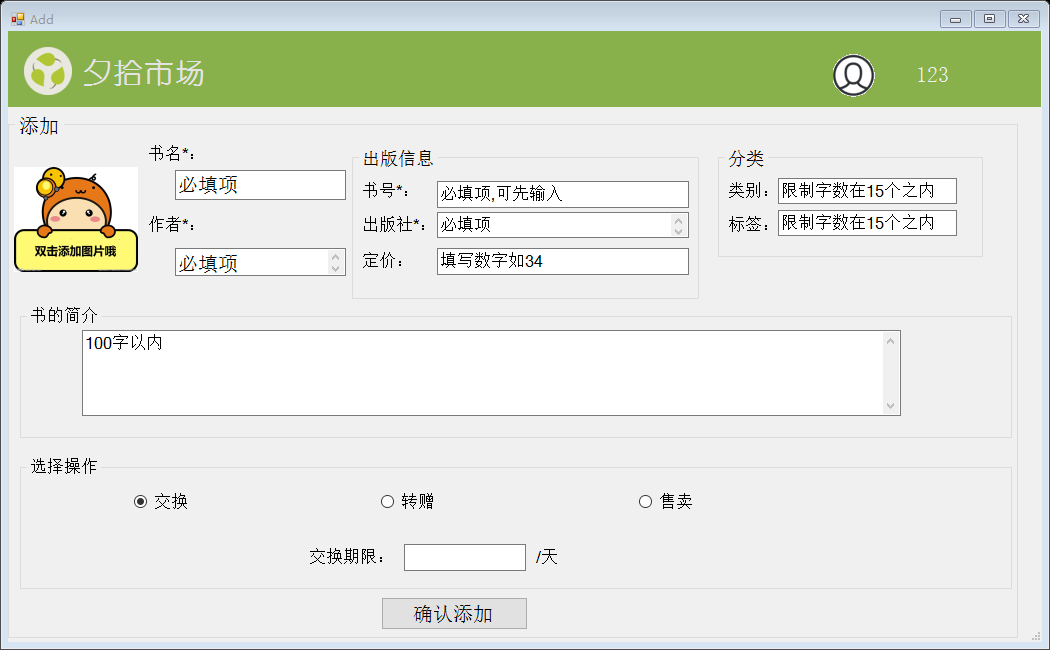 Add
夕拾市场
123
添加
双击添加图片哦
书名*:
必填项
作者*:
必填项
出版信息
书号*:
必填项,可先输入
出版社*:
必填项
定价:
填写数字如34
分类
类别:
限制字数在15个之内
标签:
限制字数在15个之内
书的简介
100字以内
选择操作
交换
转赠
售卖
交换期限:
/天
确认添加